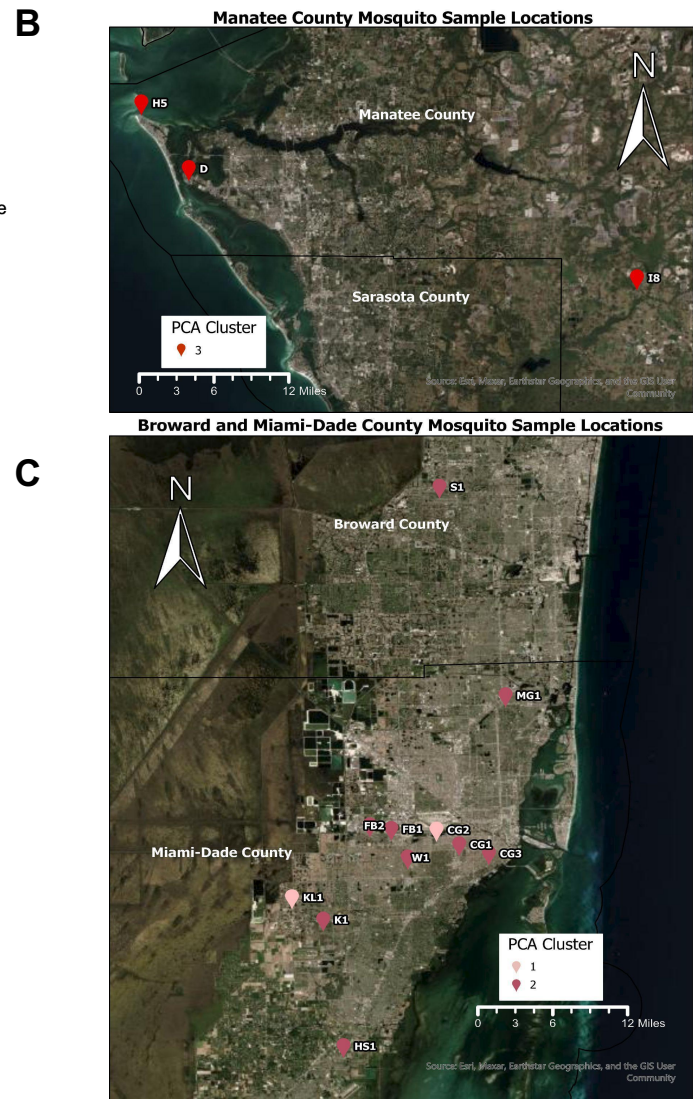 B
Manatee County Mosquito Sample Locations
N
H5
Manatee County
D
e
I8
Sarasota County
PCA Cluster
3
0 3 6 12 Miles
Source: Esri, Maxar, Earthstar Geographics, and the GIS User
Community
Broward and Miami-Dade County Mosquito Sample Locations
C
N
S1
Broward County
MG1
FB2 FB1 CG2
CG1
Miami-Dade County W1 CG3
KL1
K1
PCA Cluster
1
2
0 3 6 12 Miles
HS1
Source: Esri, Maxar, Earthstar Geographics, and the GIS User
Community